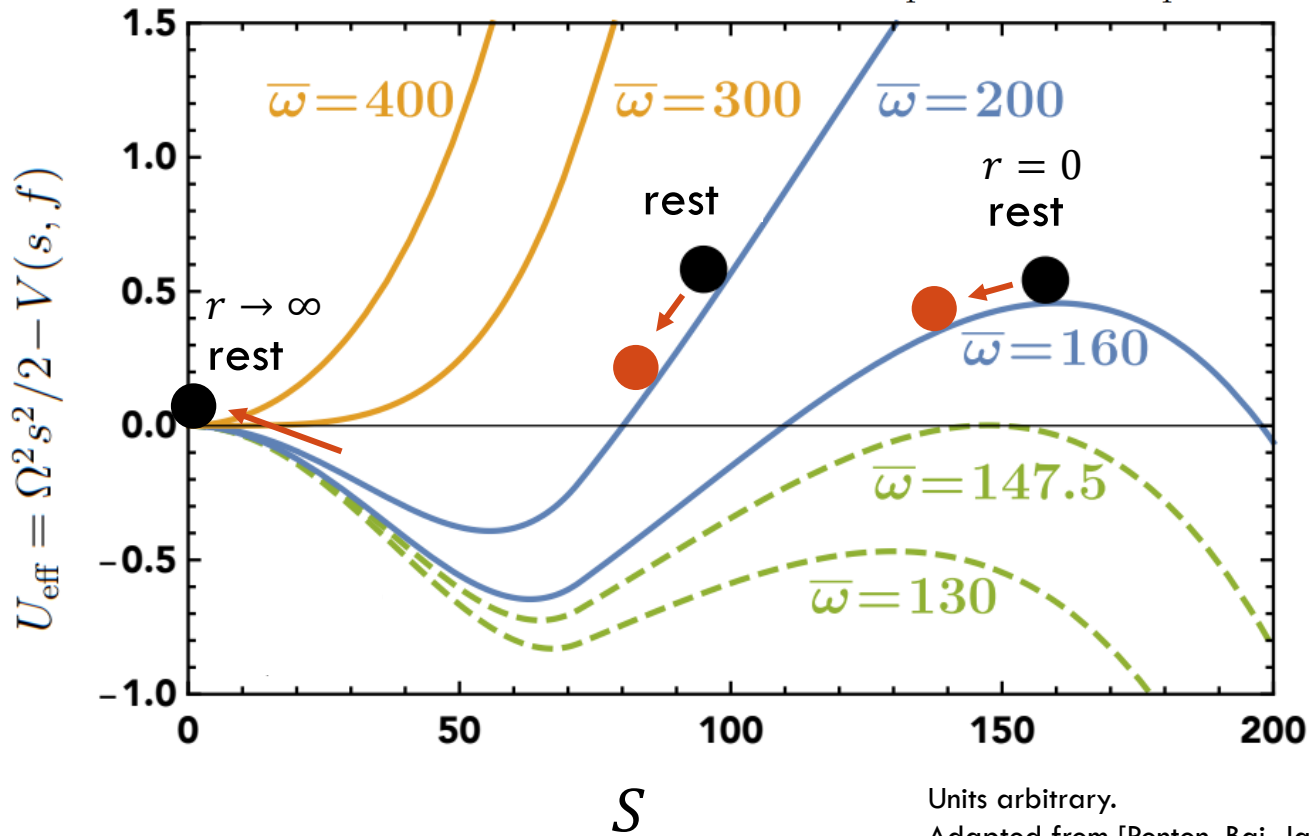 1.5
1.0
0.5
0.0
−0.5
−1.0
U_eff = Ω²s²/2−V(s, f)
ω̅=400
ω̅=300
ω̅=200
r = 0
rest
rest
r → ∞
rest
ω̅=160
ω̅=147.5
ω̅=130
0
50
100
150
200
S
Units arbitrary.